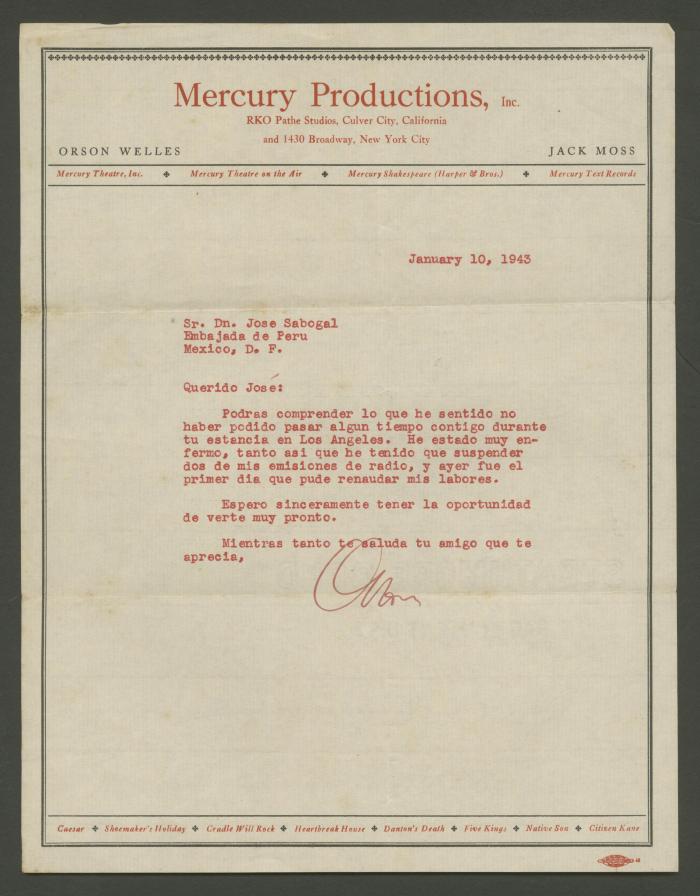 Mercury Productions, Inc.
RKO Pathe Studios, Culver City, California
and 1430 Broadway, New York City
ORSON WELLES JACK MOSS
Mercury Theatre, Inc. ✤ Mercury Theatre on the Air ✤ Mercury Shakespeare (Harper & Bros.) ✤ Mercury Text Records
January 10, 1943
Sr. Dn. Jose Sabogal
Embajada de Peru
Mexico, D. F.
Querido José:
Podras comprender lo que he sentido no
haber podido pasar algun tiempo contigo durante
tu estancia en Los Angeles. He estado muy en-
fermo, tanto asi que he tenido que suspender
dos de mis emisiones de radio, y ayer fue el
primer dia que pude renaudar mis labores.
Espero sinceramente tener la oportunidad
de verte muy pronto.
Mientras tanto te saluda tu amigo que te
aprecia,
Orson
Caesar ✤ Shoemaker's Holiday ✤ Cradle Will Rock ✤ Heartbreak House ✤ Danton's Death ✤ Five Kings ✤ Native Son ✤ Citizen Kane